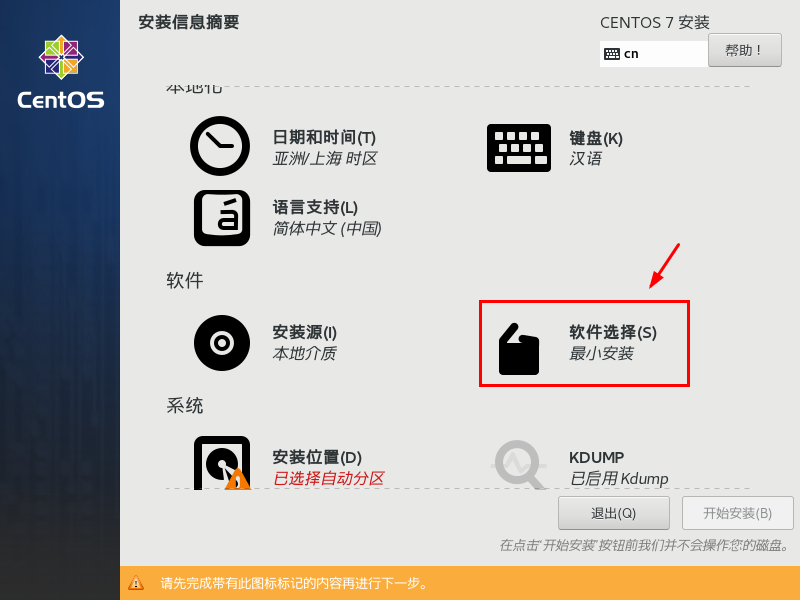 CentOS
安装信息摘要
CENTOS 7 安装
cn
帮助！
本地化
日期和时间(T)
亚洲/上海 时区
键盘(K)
汉语
语言支持(L)
简体中文 (中国)
软件
安装源(I)
本地介质
软件选择(S)
最小安装
系统
安装位置(D)
已选择自动分区
KDUMP
已启用 Kdump
退出(Q)
开始安装(B)
在点击'开始安装'按钮前我们并不会操作您的磁盘。
请先完成带有此图标标记的内容再进行下一步。